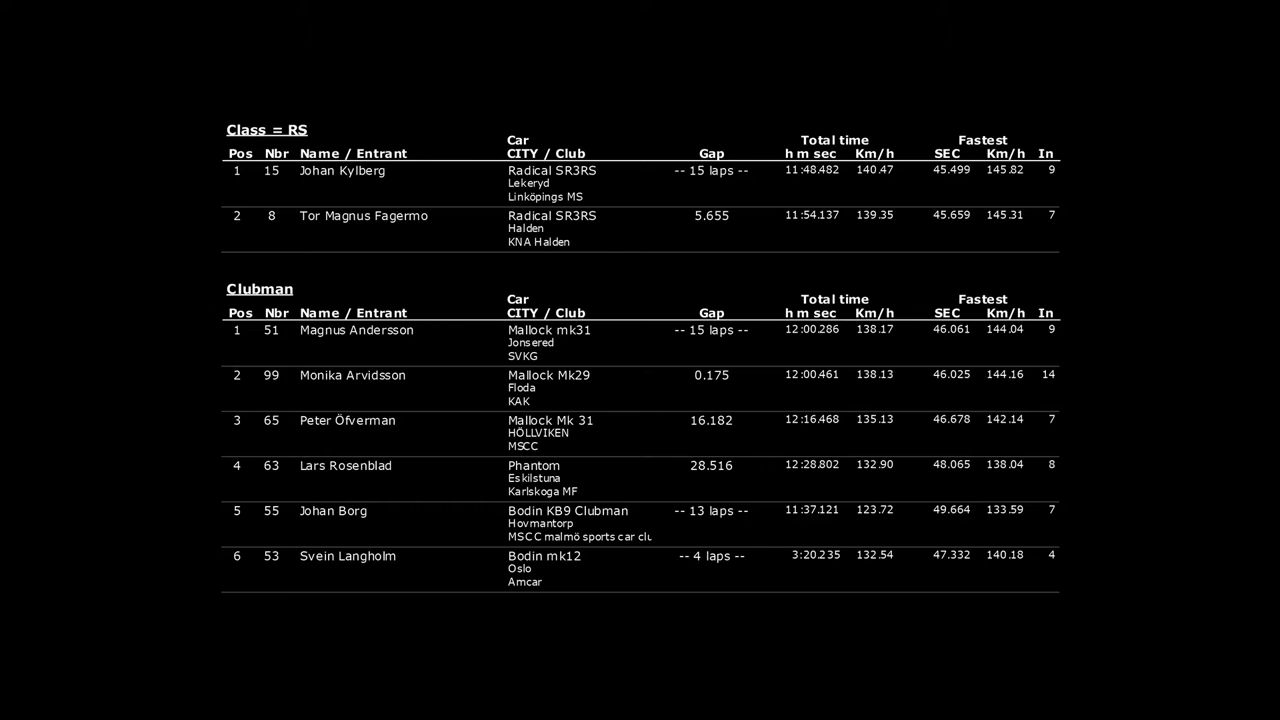 Class = RS
Car Total time Fastest
Pos Nbr Name / Entrant CITY / Club Gap h m sec Km/h SEC Km/h In
1 15 Johan Kylberg Radical SR3RS -- 15 laps -- 11:48.482 140.47 45.499 145.82 9
Lekeryd
Linköpings MS
2 8 Tor Magnus Fagermo Radical SR3RS 5.655 11:54.137 139.35 45.659 145.31 7
Halden
KNA Halden
Clubman
Car Total time Fastest
Pos Nbr Name / Entrant CITY / Club Gap h m sec Km/h SEC Km/h In
1 51 Magnus Andersson Mallock mk31 -- 15 laps -- 12:00.286 138.17 46.061 144.04 9
Jonsered
SVKG
2 99 Monika Arvidsson Mallock Mk29 0.175 12:00.461 138.13 46.025 144.16 14
Floda
KAK
3 65 Peter Öfverman Mallock Mk 31 16.182 12:16.468 135.13 46.678 142.14 7
HÖLLVIKEN
MSCC
4 63 Lars Rosenblad Phantom 28.516 12:28.802 132.90 48.065 138.04 8
Eskilstuna
Karlskoga MF
5 55 Johan Borg Bodin KB9 Clubman -- 13 laps -- 11:37.121 123.72 49.664 133.59 7
Hovmantorp
MSCC malmö sports car clu
6 53 Svein Langholm Bodin mk12 -- 4 laps -- 3:20.235 132.54 47.332 140.18 4
Oslo
Amcar